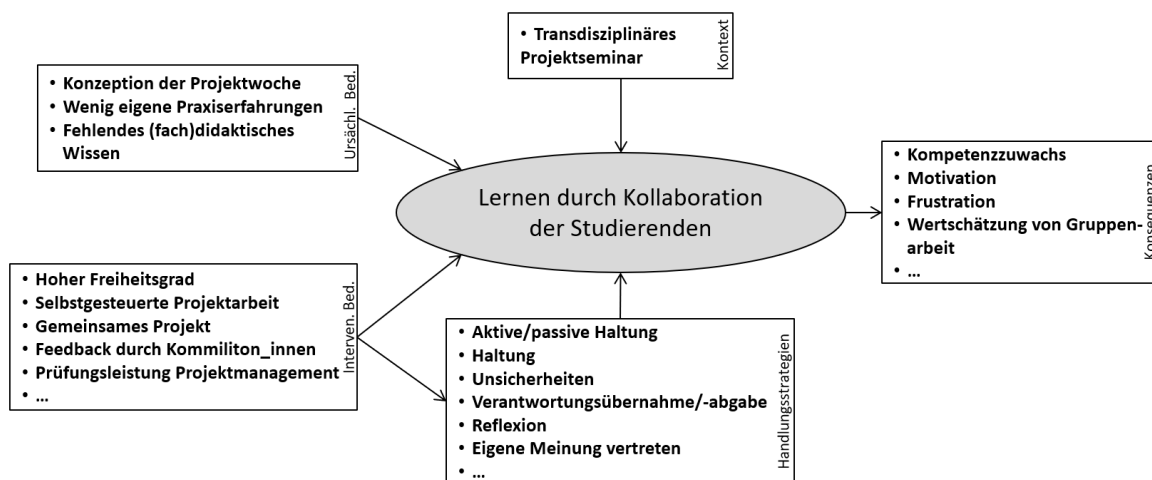 • Transdisziplinäres
Projektseminar
Kontext
• Konzeption der Projektwoche
• Wenig eigene Praxiserfahrungen
• Fehlendes (fach)didaktisches
Wissen
Ursächl. Bed.
Lernen durch Kollaboration
der Studierenden
• Kompetenzzuwachs
• Motivation
• Frustration
• Wertschätzung von Gruppen-
arbeit
• ...
Konsequenzen
• Hoher Freiheitsgrad
• Selbstgesteuerte Projektarbeit
• Gemeinsames Projekt
• Feedback durch Kommiliton_innen
• Prüfungsleistung Projektmanagement
• ...
Interven. Bed.
• Aktive/passive Haltung
• Haltung
• Unsicherheiten
• Verantwortungsübernahme/-abgabe
• Reflexion
• Eigene Meinung vertreten
• ...
Handlungsstrategien